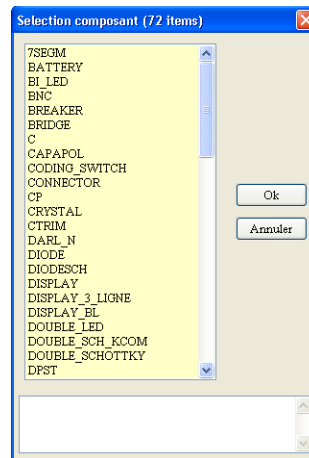 Selection composant (72 items)
7SEGM
BATTERY
BI_LED
BNC
BREAKER
BRIDGE
C
CAPAPOL
CODING_SWITCH
CONNECTOR
CP
CRYSTAL
CTRIM
DARL_N
DIODE
DIODESCH
DISPLAY
DISPLAY_3_LIGNE
DISPLAY_BL
DOUBLE_LED
DOUBLE_SCH_KCOM
DOUBLE_SCHOTTKY
DPST
Ok
Annuler